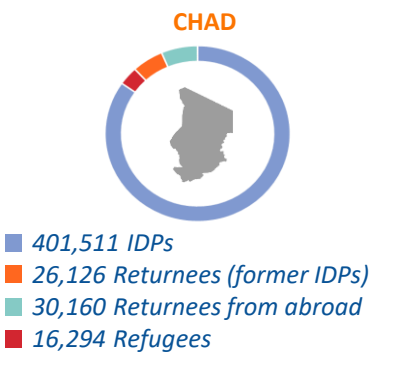 CHAD
401,511 IDPs
26,126 Returnees (former IDPs)
30,160 Returnees from abroad
16,294 Refugees